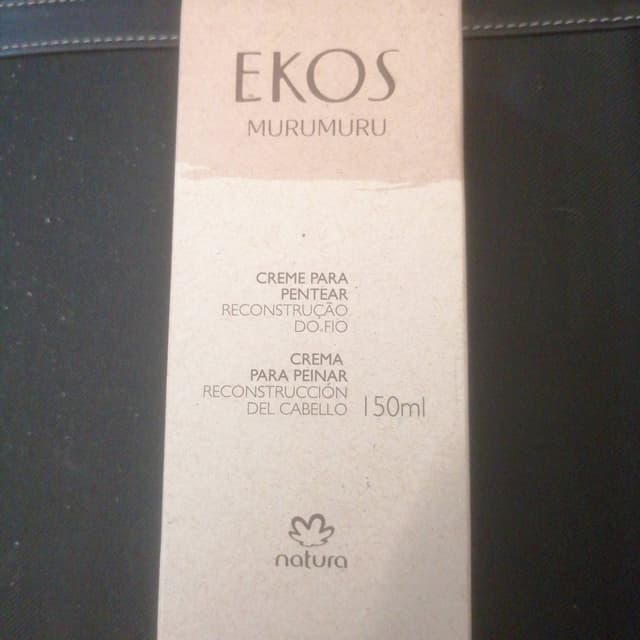 EKOS
MURUMURU
CREME PARA
PENTEAR
RECONSTRUÇÃO
DO FIO
CREMA
PARA PEINAR
RECONSTRUCCIÓN
DEL CABELLO
150ml
natura